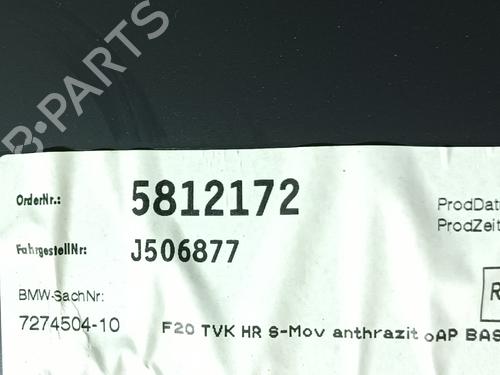 B-PARTS
OrderNr.: 5812172
FahrgestellNr: J506877
BMW-SachNr:
7274504-10 F20 TVK HR S-Mov anthrazit oAP BAS
ProdDat
ProdZeit
R